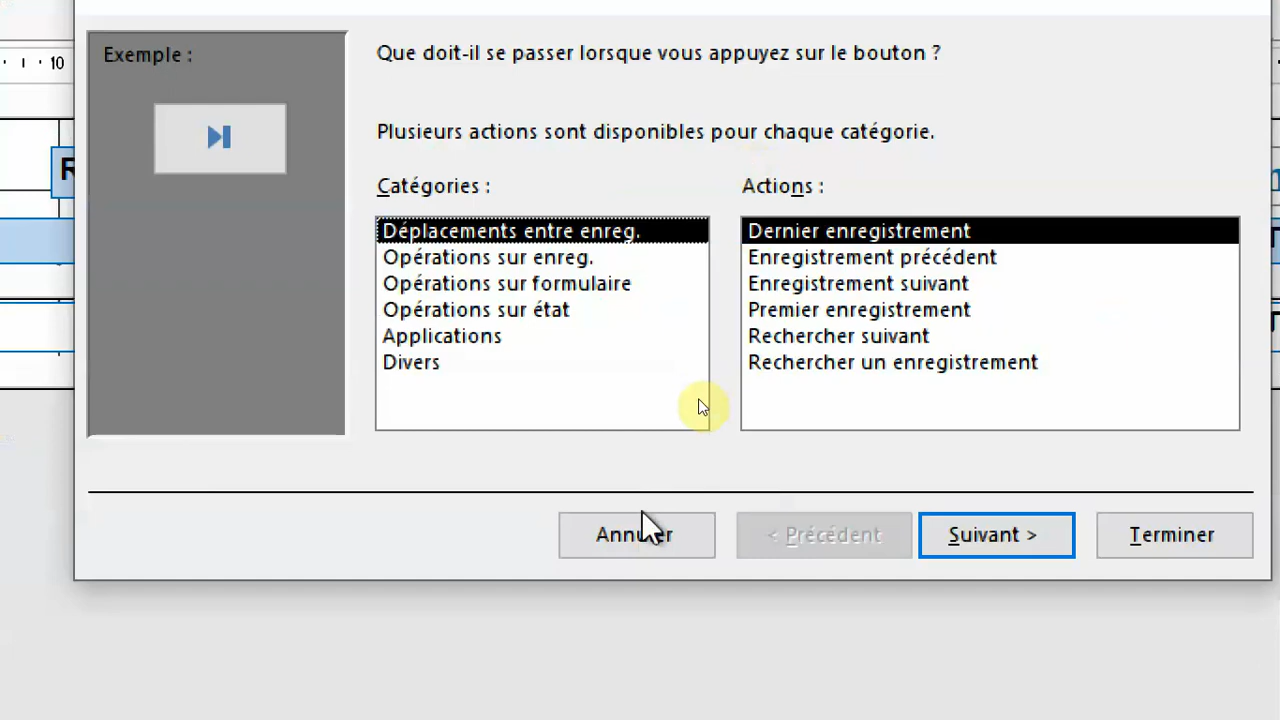 10
Exemple :
Que doit-il se passer lorsque vous appuyez sur le bouton ?
Plusieurs actions sont disponibles pour chaque catégorie.
Catégories :
Actions :
Déplacements entre enreg.
Opérations sur enreg.
Opérations sur formulaire
Opérations sur état
Applications
Divers
Dernier enregistrement
Enregistrement précédent
Enregistrement suivant
Premier enregistrement
Rechercher suivant
Rechercher un enregistrement
Annuler
< Précédent
Suivant >
Terminer